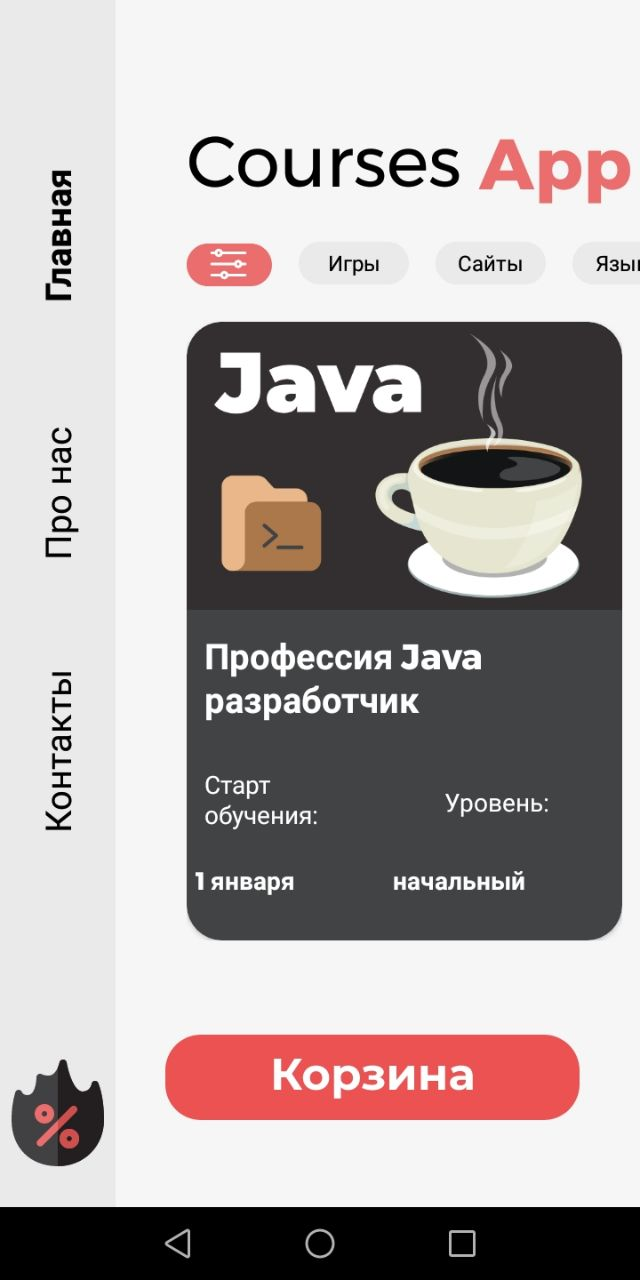 Главная
Про нас
Контакты
Courses App
Игры
Сайты
Java
Профессия Java
разработчик
Старт
обучения:
Уровень:
1 января
начальный
Корзина
%